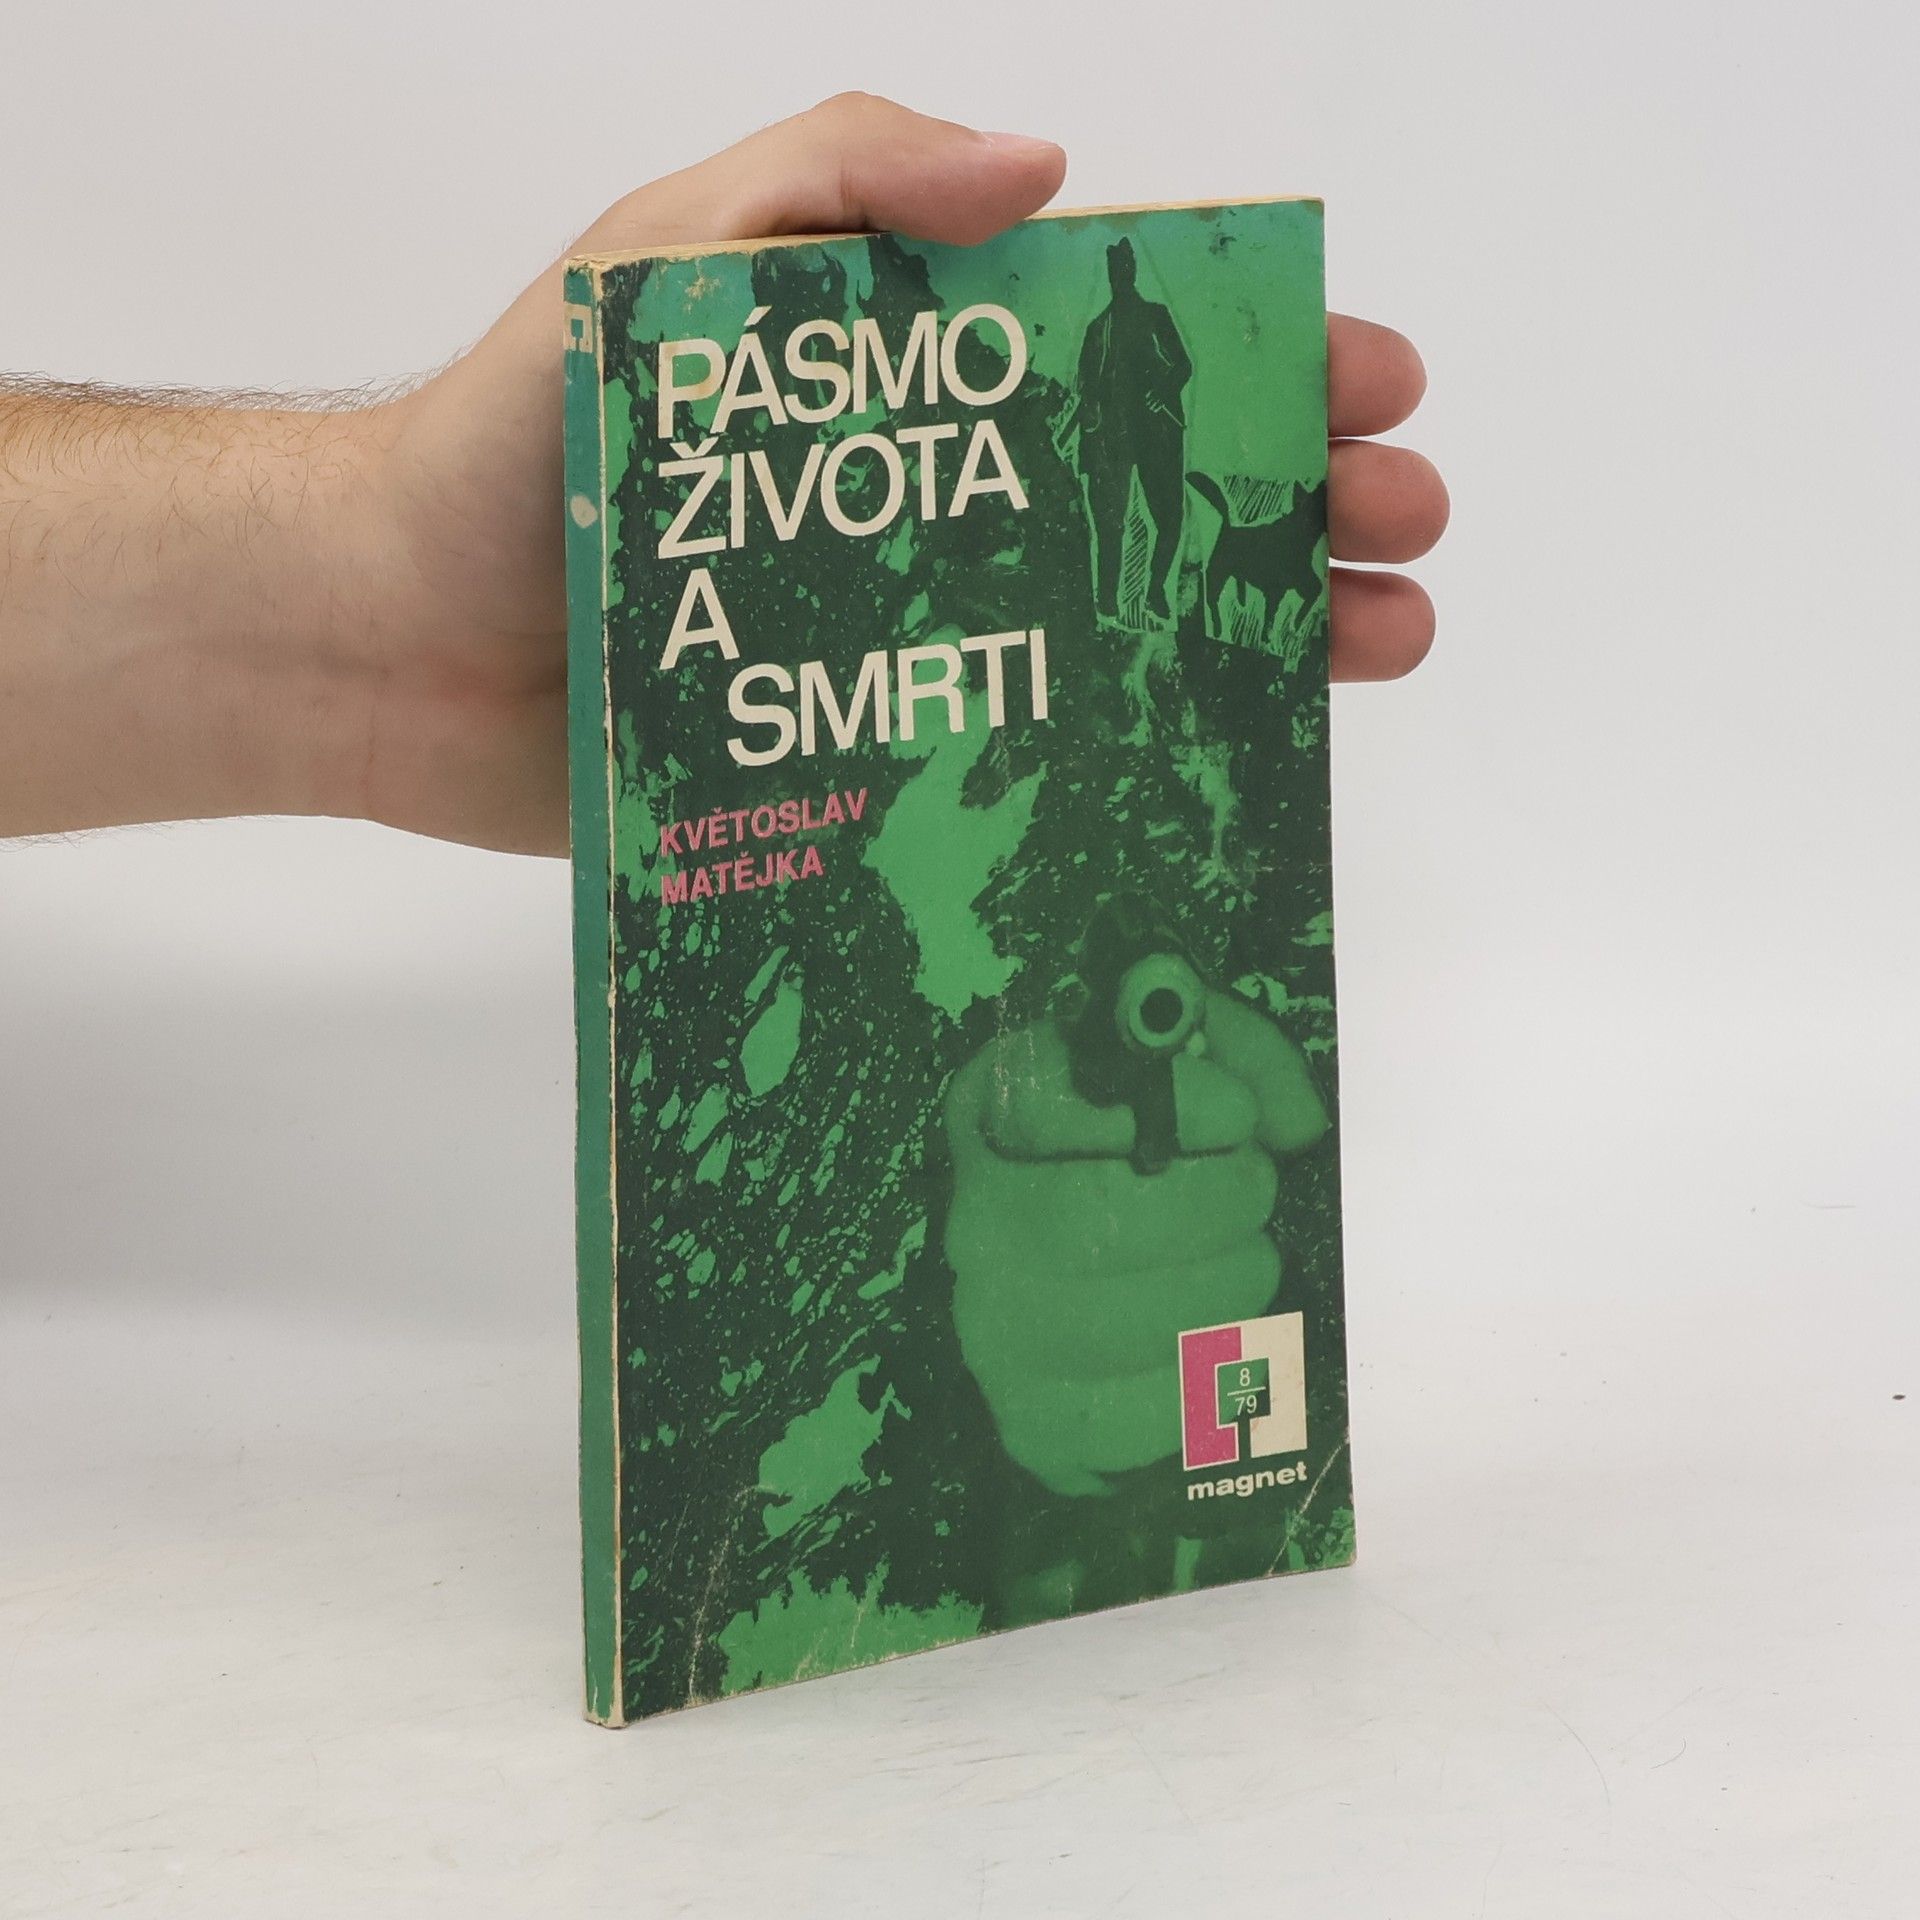 PÁSMO
ŽIVOTA
A
SMRTI
KVĚTOSLAV
MATĚJKA
8
79
magnet